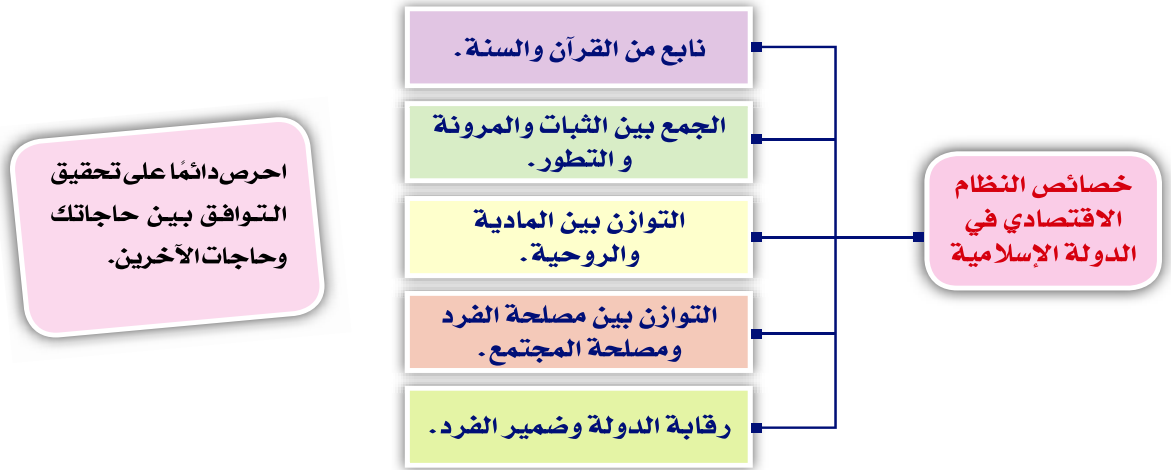 خصائص النظام
الاقتصادي في
الدولة الإسلامية
نابع من القرآن والسنة.
الجمع بين الثبات والمرونة
والتطور.
التوازن بين المادية
والروحية.
التوازن بين مصلحة الفرد
ومصلحة المجتمع.
رقابة الدولة وضمير الفرد.
احرص دائمًا على تحقيق
التوافق بين حاجاتك
وحاجات الآخرين.